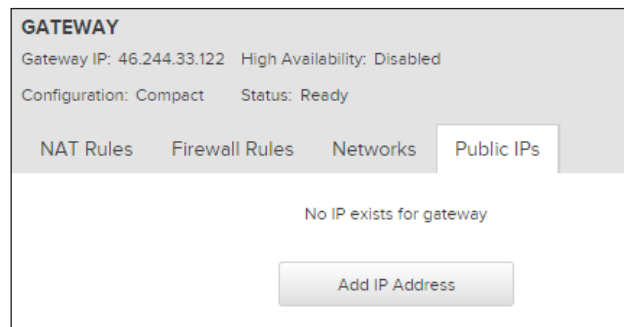 GATEWAY
Gateway IP: 46.244.33.122 High Availability: Disabled
Configuration: Compact Status: Ready
NAT Rules Firewall Rules Networks Public IPs
No IP exists for gateway
Add IP Address